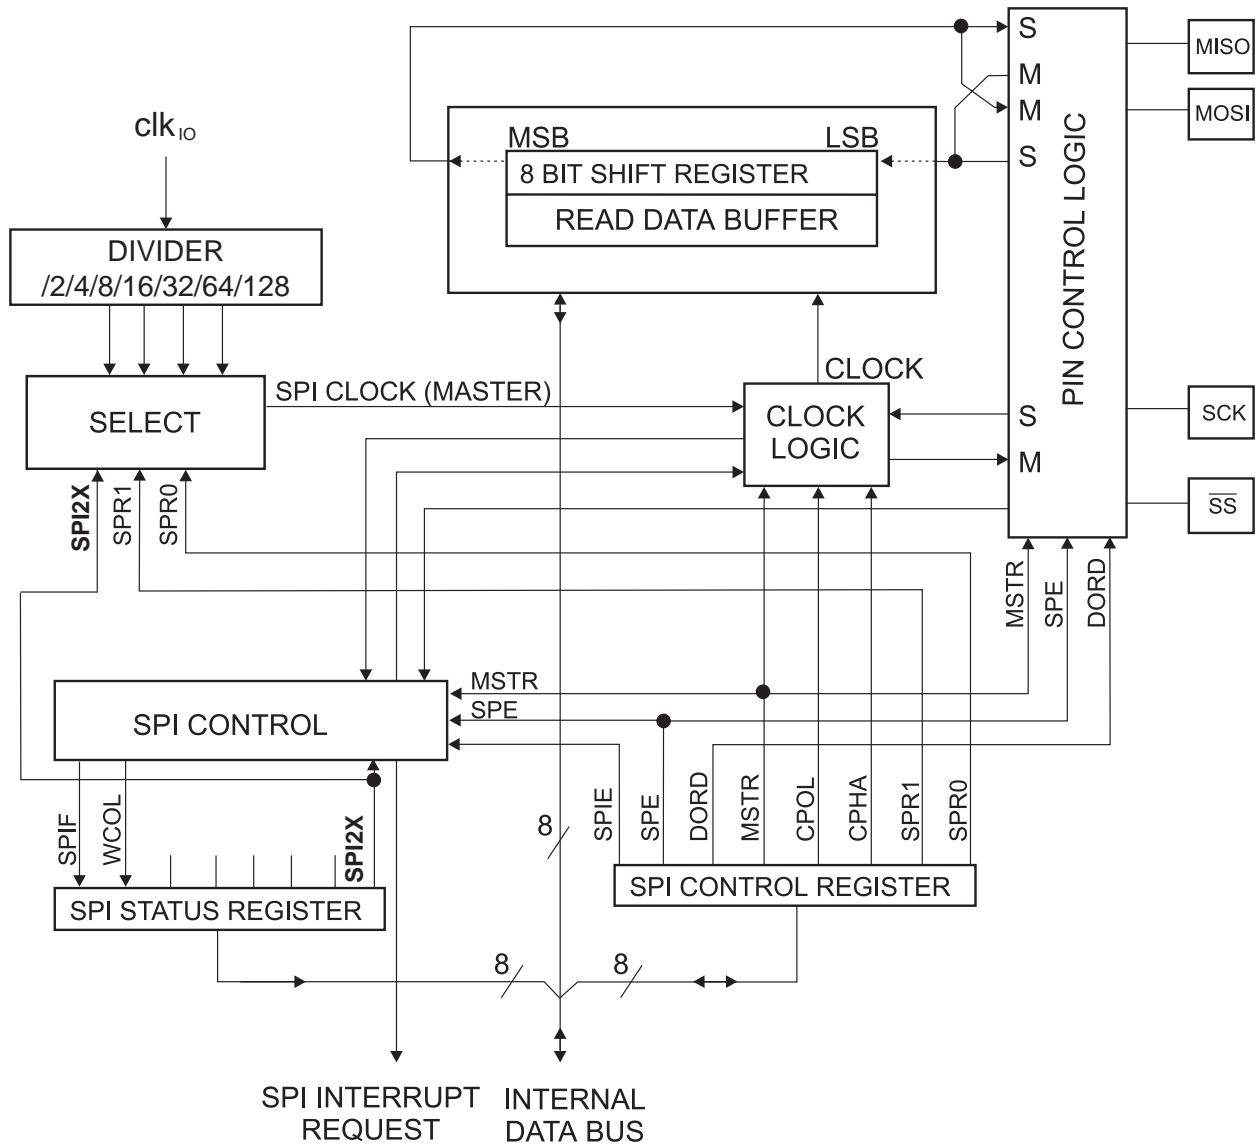 S
MISO
M
M
MOSI
clk IO
MSB
LSB
S
8 BIT SHIFT REGISTER
READ DATA BUFFER
PIN CONTROL LOGIC
DIVIDER
/2/4/8/16/32/64/128
CLOCK
SPI CLOCK (MASTER)
SELECT
CLOCK
LOGIC
S
SCK
M
SS
SPI2X
SPR1
SPR0
MSTR
SPE
DORD
MSTR
SPE
SPI CONTROL
SPIF
WCOL
SPI2X
8
SPIE
SPE
DORD
MSTR
CPOL
CPHA
SPR1
SPR0
SPI STATUS REGISTER
SPI CONTROL REGISTER
8
8
SPI INTERRUPT
REQUEST
INTERNAL
DATA BUS